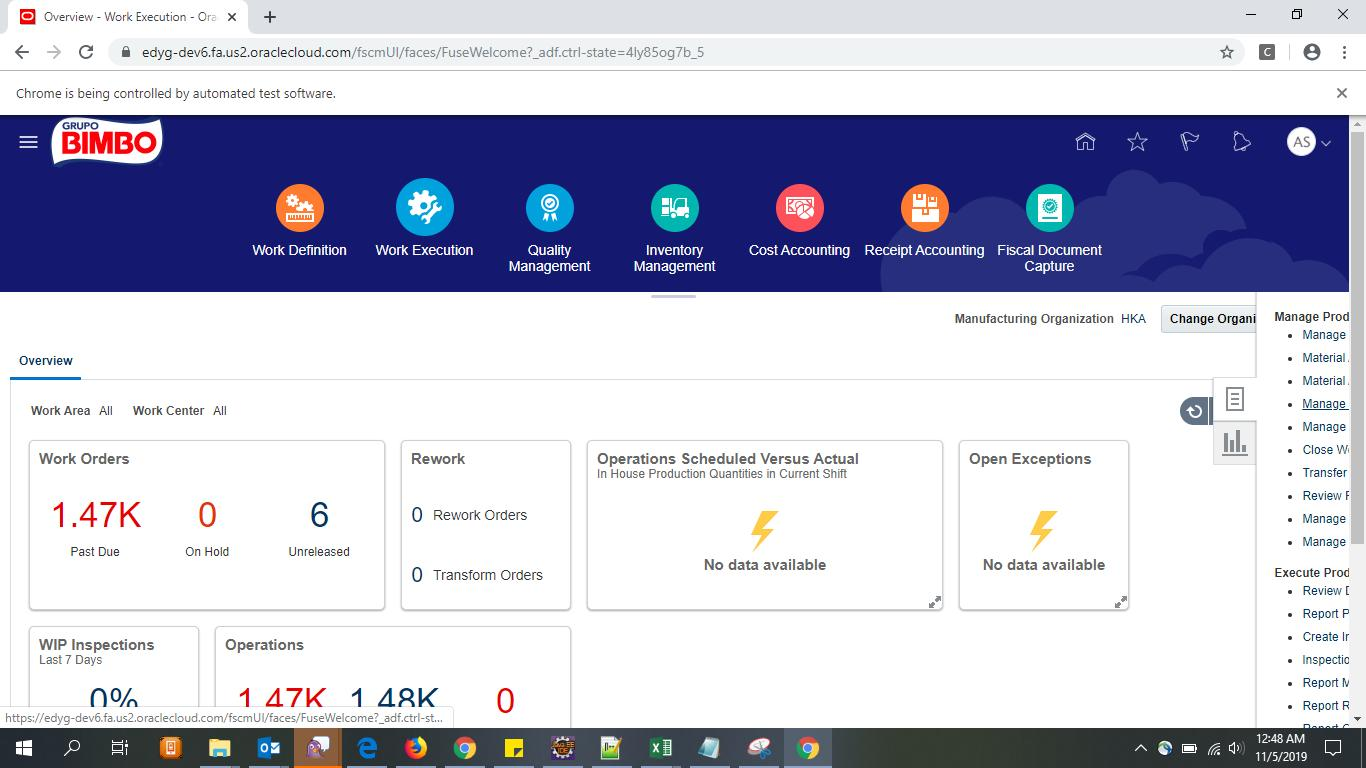 Overview - Work Execution - Ora
edyg-dev6.fa.us2.oraclecloud.com/fscmUI/faces/FuseWelcome?_adf.ctrl-state=4ly85og7b_5
C
Chrome is being controlled by automated test software.
GRUPO
BIMBO
AS
Work Definition
Work Execution
Quality
Management
Inventory
Management
Cost Accounting
Receipt Accounting
Fiscal Document
Capture
Manufacturing Organization HKA
Change Organi
Overview
Work Area All Work Center All
Work Orders
1.47K
Past Due
0
On Hold
6
Unreleased
Rework
0 Rework Orders
0 Transform Orders
Operations Scheduled Versus Actual
In House Production Quantities in Current Shift
No data available
Open Exceptions
No data available
WIP Inspections
Last 7 Days
0%
Operations
1.47K 1.48K 0
Manage Prod
Manage
Material
Material
Manage
Manage
Close W
Transfer
Review
Manage
Manage
Execute Prod
Review
Report P
Create
Inspectio
Report M
Report R
Report
https://edyg-dev6.fa.us2.oraclecloud.com/fscmUI/faces/FuseWelcome?_adf.ctrl-st...
12:48 AM
11/5/2019